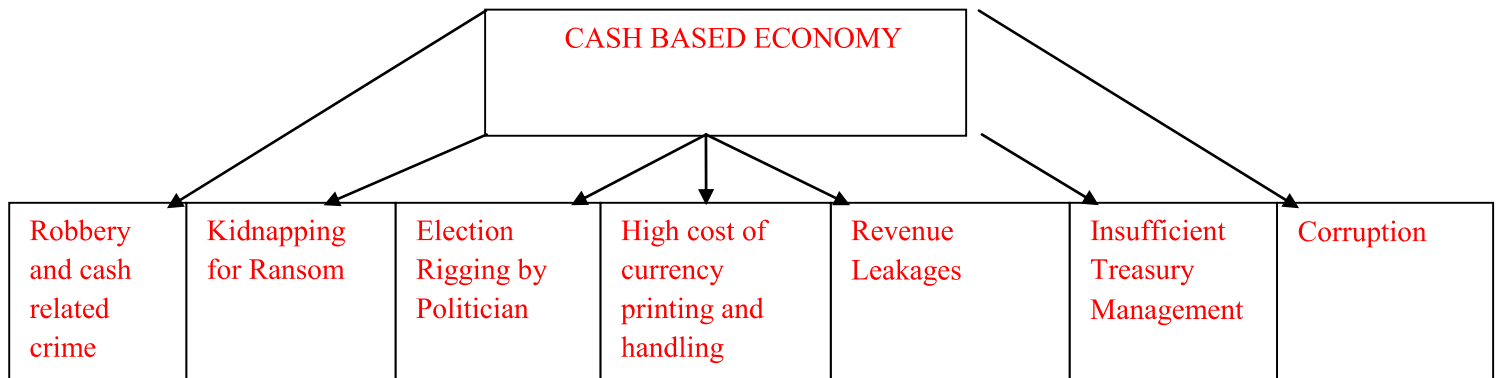 CASH BASED ECONOMY
Robbery
and cash
related
crime
Kidnapping
for Ransom
Election
Rigging by
Politician
High cost of
currency
printing and
handling
Revenue
Leakages
Insufficient
Treasury
Management
Corruption